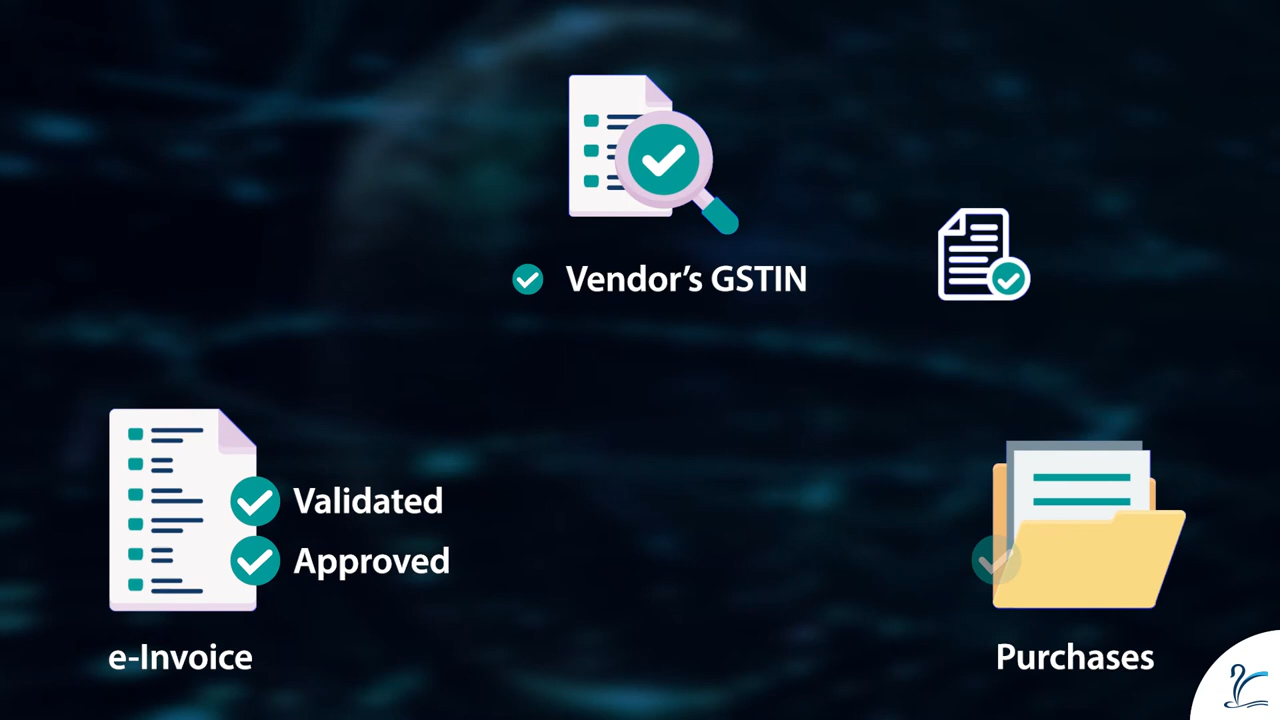 Vendor's GSTIN
Validated
Approved
e-Invoice
Purchases